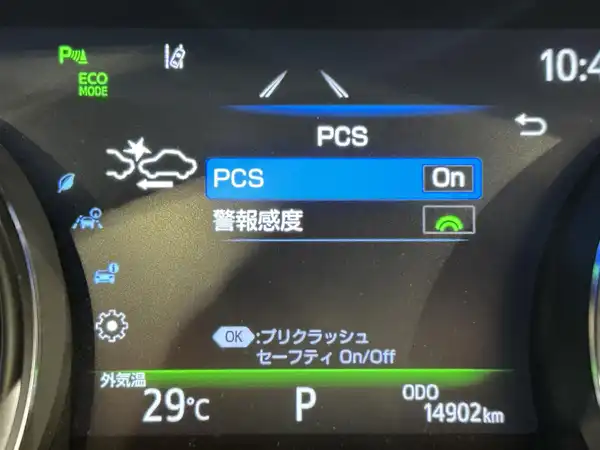 P
ECO
MODE
10:4
PCS
PCS On
警報感度
OK :プリクラッシュ
セーフティ On/Off
外気温
29℃
P
ODO
14902km